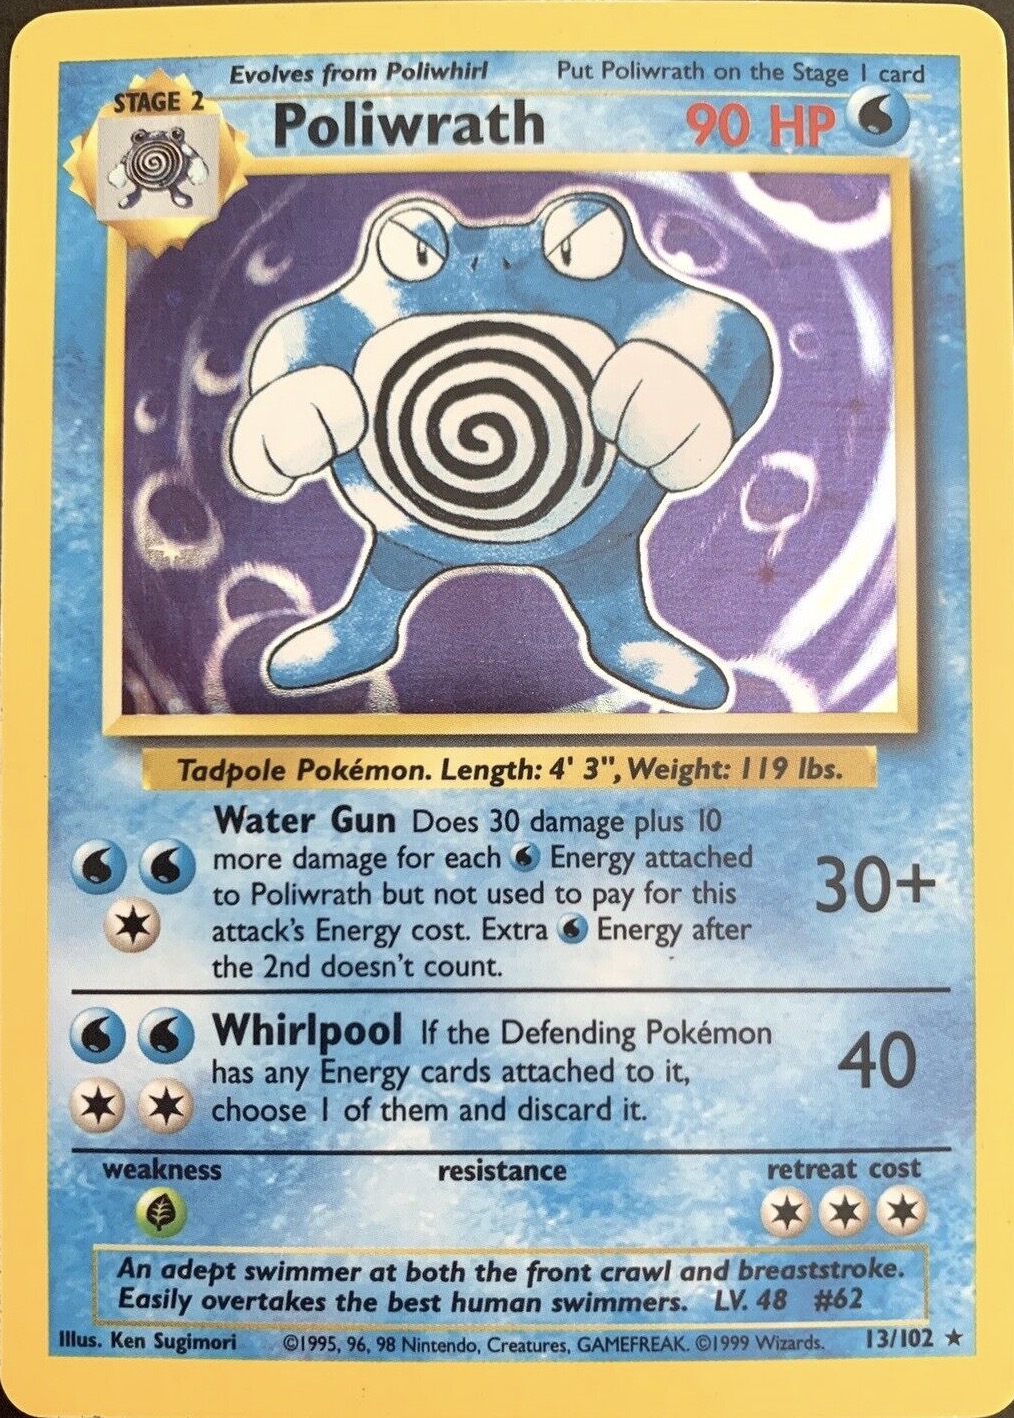 Evolves from Poliwhirl Put Poliwrath on the Stage 1 card
STAGE 2
Poliwrath 90 HP
Tadpole Pokémon. Length: 4' 3", Weight: 119 lbs.
Water Gun Does 30 damage plus 10
more damage for each Energy attached
to Poliwrath but not used to pay for this
attack's Energy cost. Extra Energy after
the 2nd doesn't count.
30+
Whirlpool If the Defending Pokémon
has any Energy cards attached to it,
choose 1 of them and discard it.
40
weakness resistance retreat cost
An adept swimmer at both the front crawl and breaststroke.
Easily overtakes the best human swimmers. LV. 48 #62
Illus. Ken Sugimori ©1995, 96, 98 Nintendo, Creatures, GAMEFREAK. ©1999 Wizards. 13/102 ★